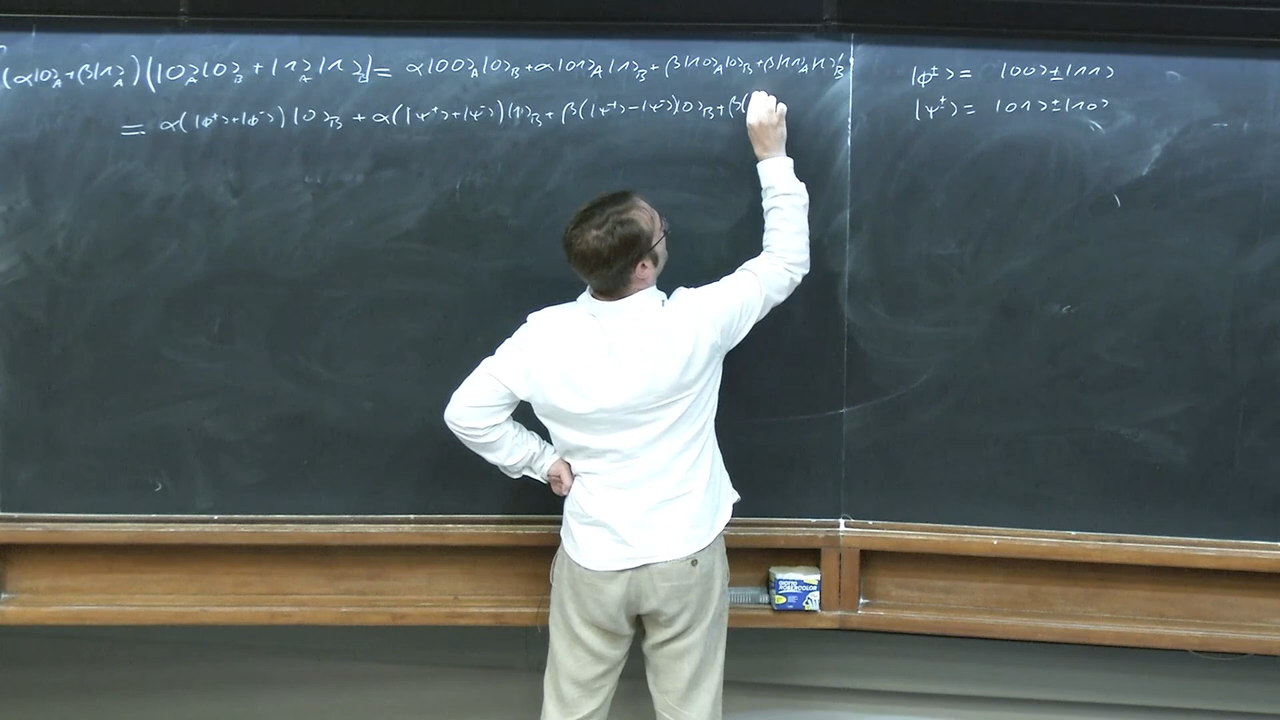 (α|0⟩_A+β|1⟩_A)(|0⟩_A|0⟩_B + |1⟩_A|1⟩_B)= α|00⟩_A|0⟩_B+α|01⟩_A|1⟩_B+β|10⟩_A|0⟩_B+β|11⟩_A|1⟩_B
= α(|Φ⁺⟩+|Φ⁻⟩)|0⟩_B + α(|Ψ⁺⟩+|Ψ⁻⟩)|1⟩_B+ β(|Ψ⁺⟩-|Ψ⁻⟩)|0⟩_B+β(
|Φ^±⟩= |00⟩±|11⟩
|Ψ^±⟩= |01⟩±|10⟩